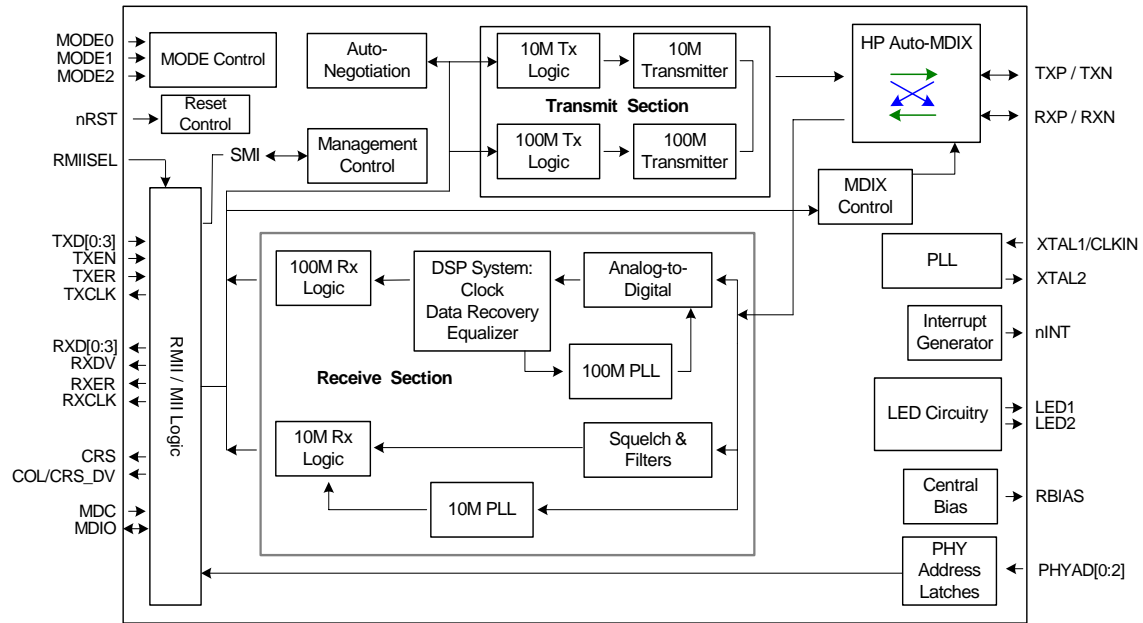 MODE0
MODE1
MODE2
MODE Control
nRST
Reset
Control
RMIISEL
SMI
Auto-
Negotiation
Management
Control
10M Tx
Logic
10M
Transmitter
Transmit Section
100M Tx
Logic
100M
Transmitter
HP Auto-MDIX
TXP / TXN
RXP / RXN
MDIX
Control
TXD[0:3]
TXEN
TXER
TXCLK
RXD[0:3]
RXDV
RXER
RXCLK
CRS
COL/CRS_DV
MDC
MDIO
RMII / MII Logic
100M Rx
Logic
DSP System:
Clock
Data Recovery
Equalizer
Analog-to-
Digital
100M PLL
Receive Section
10M Rx
Logic
Squelch &
Filters
10M PLL
PLL
XTAL1/CLKIN
XTAL2
Interrupt
Generator
nINT
LED Circuitry
LED1
LED2
Central
Bias
RBIAS
PHY
Address
Latches
PHYAD[0:2]